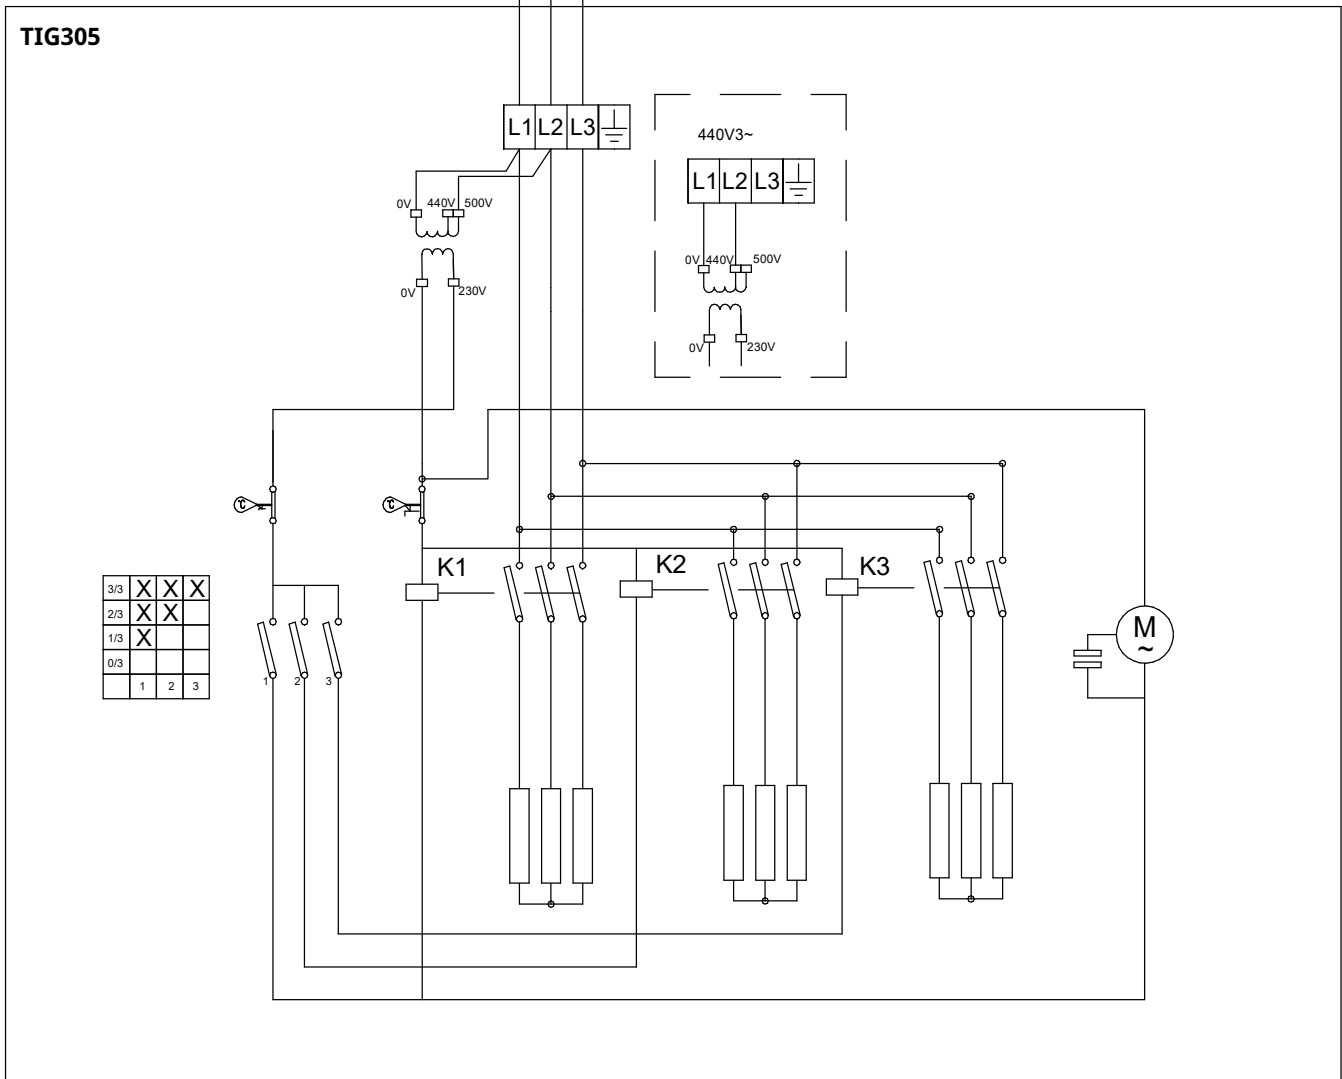 TIG305
L1 L2 L3
440V3~
L1 L2 L3
0V 440V 500V
0V 230V
0V 440V 500V
0V 230V
°C
°C
K1
K2
K3
3/3 X X X
2/3 X X
1/3 X
0/3
1 2 3
1 2 3
M
~